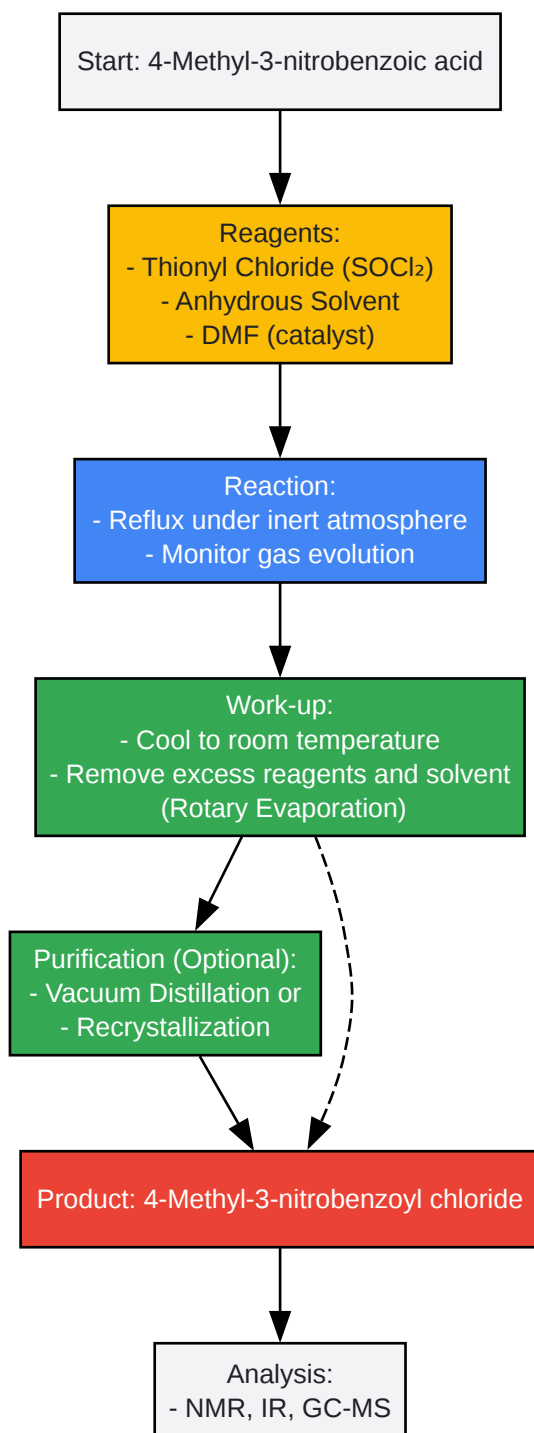 Start: 4-Methyl-3-nitrobenzoic acid
Reagents:
- Thionyl Chloride (SOCl₂)
- Anhydrous Solvent
- DMF (catalyst)
Reaction:
- Reflux under inert atmosphere
- Monitor gas evolution
Work-up:
- Cool to room temperature
- Remove excess reagents and solvent
(Rotary Evaporation)
Purification (Optional):
- Vacuum Distillation or
- Recrystallization
Product: 4-Methyl-3-nitrobenzoyl chloride
Analysis:
- NMR, IR, GC-MS